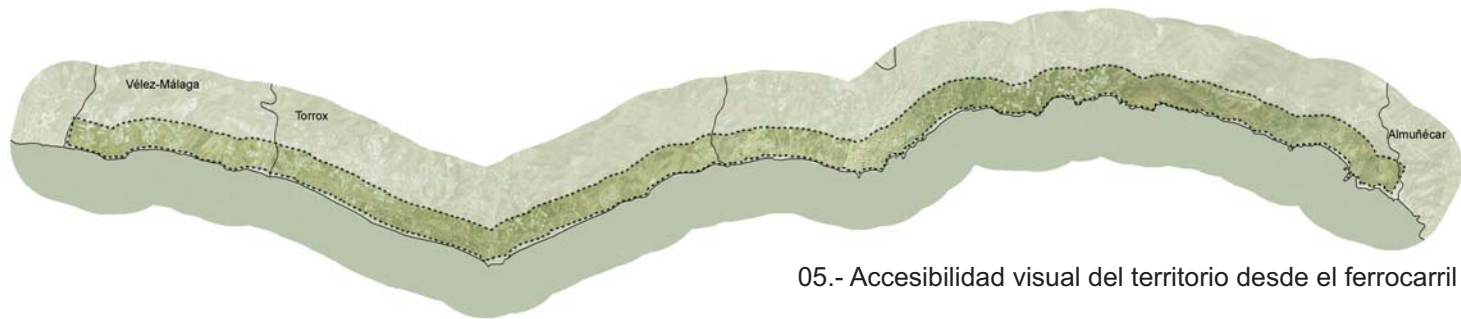 Vélez-Málaga
Torrox
Almuñécar
05.- Accesibilidad visual del territorio desde el ferrocarril